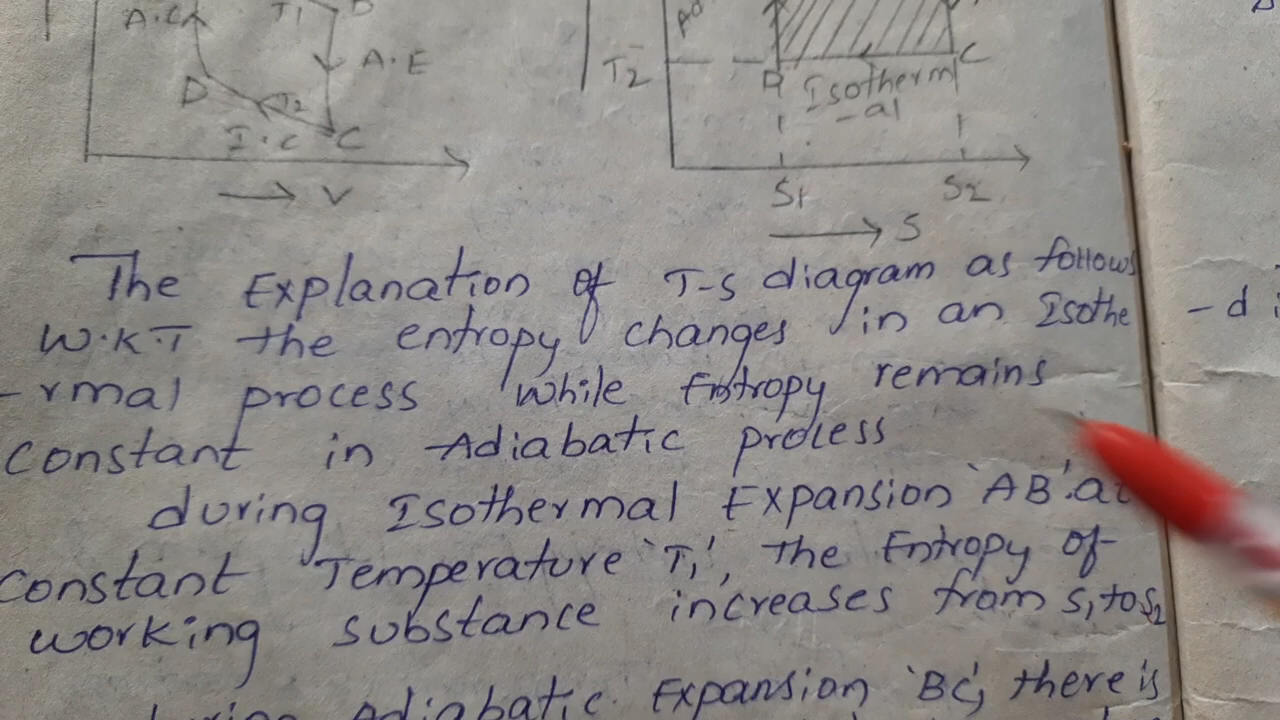 A.C T1 B
A.E
D T2
I.C C
V
T2
D Isotherm C
-al
S1 S2
S
The Explanation of T-S diagram as follows
W.K.T the entropy changes in an Isothe
-rmal process while Entropy remains
constant in Adiabatic process
during Isothermal Expansion 'AB' at
constant Temperature 'T1', the Entropy of
working substance increases from S1 to S2
Adiabatic Expansion 'BC', there is
- d